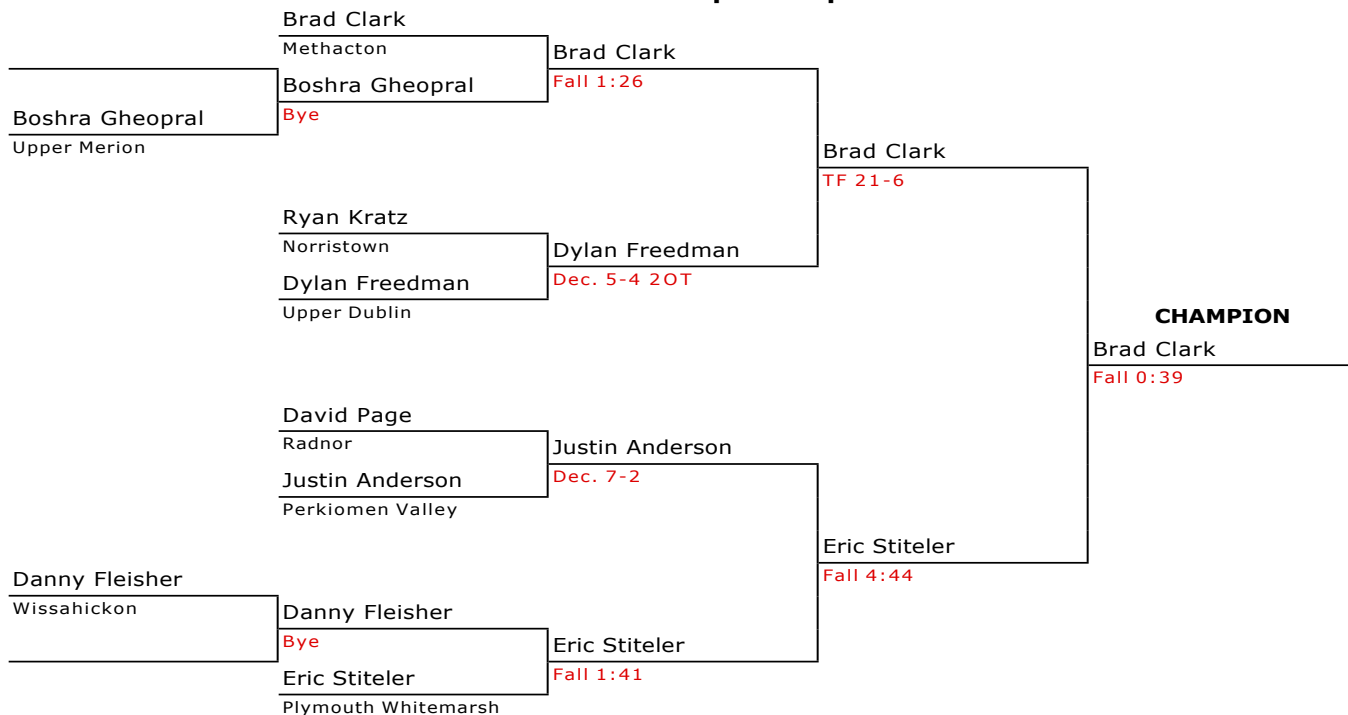 Brad Clark
Methacton
Brad Clark
Fall 1:26
Boshra Gheopral
Bye
Boshra Gheopral
Upper Merion
Brad Clark
TF 21-6
Ryan Kratz
Norristown
Dylan Freedman
Dec. 5-4 2OT
Dylan Freedman
Upper Dublin
CHAMPION
Brad Clark
Fall 0:39
David Page
Radnor
Justin Anderson
Dec. 7-2
Justin Anderson
Perkiomen Valley
Eric Stiteler
Fall 4:44
Danny Fleisher
Wissahickon
Danny Fleisher
Bye
Eric Stiteler
Fall 1:41
Eric Stiteler
Plymouth Whitemarsh